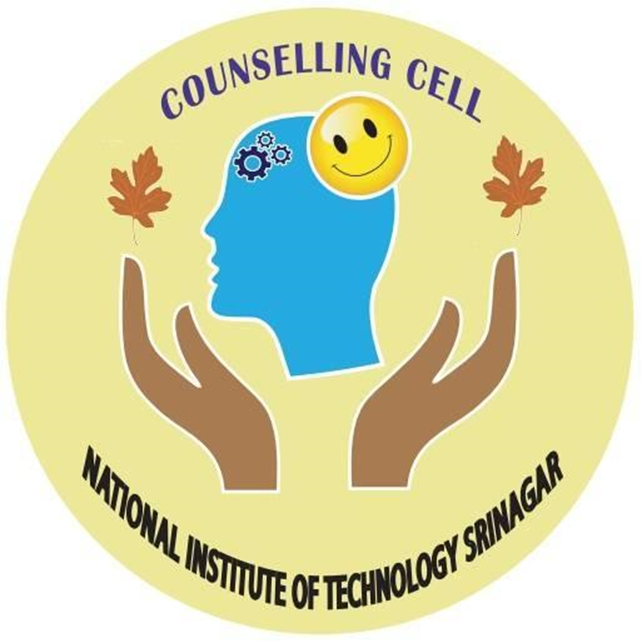 COUNSELLING CELL
NATIONAL INSTITUTE OF TECHNOLOGY SRINAGAR